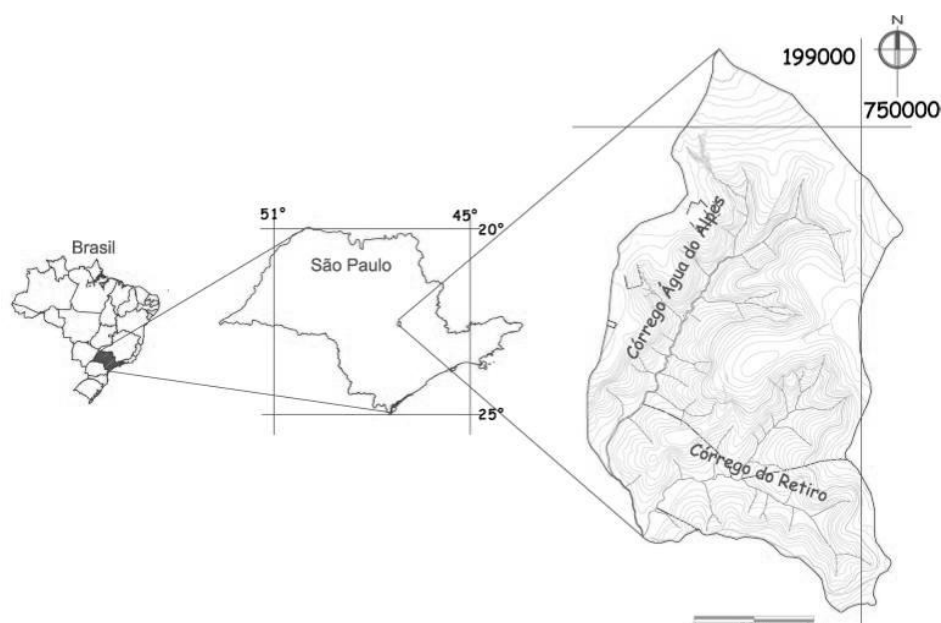 Brasil
51°
45°
20°
São Paulo
25°
N
199000
750000
Córrego Água do Alpes
Córrego do Retiro